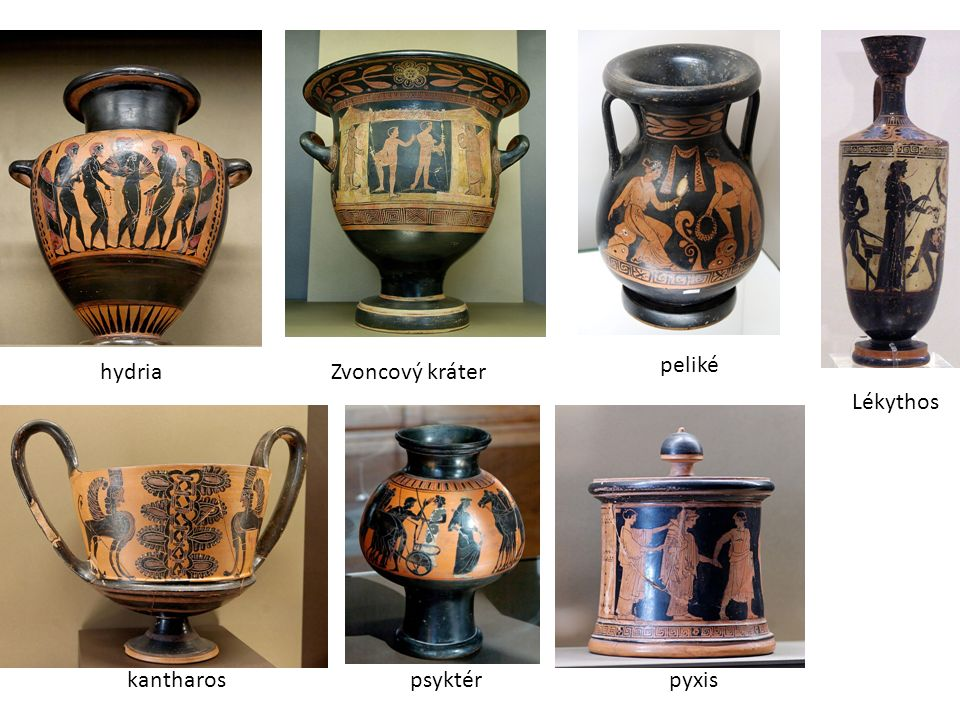 hydria
Zvoncový kráter
peliké
Lékythos
kantharos
psyktér
pyxis